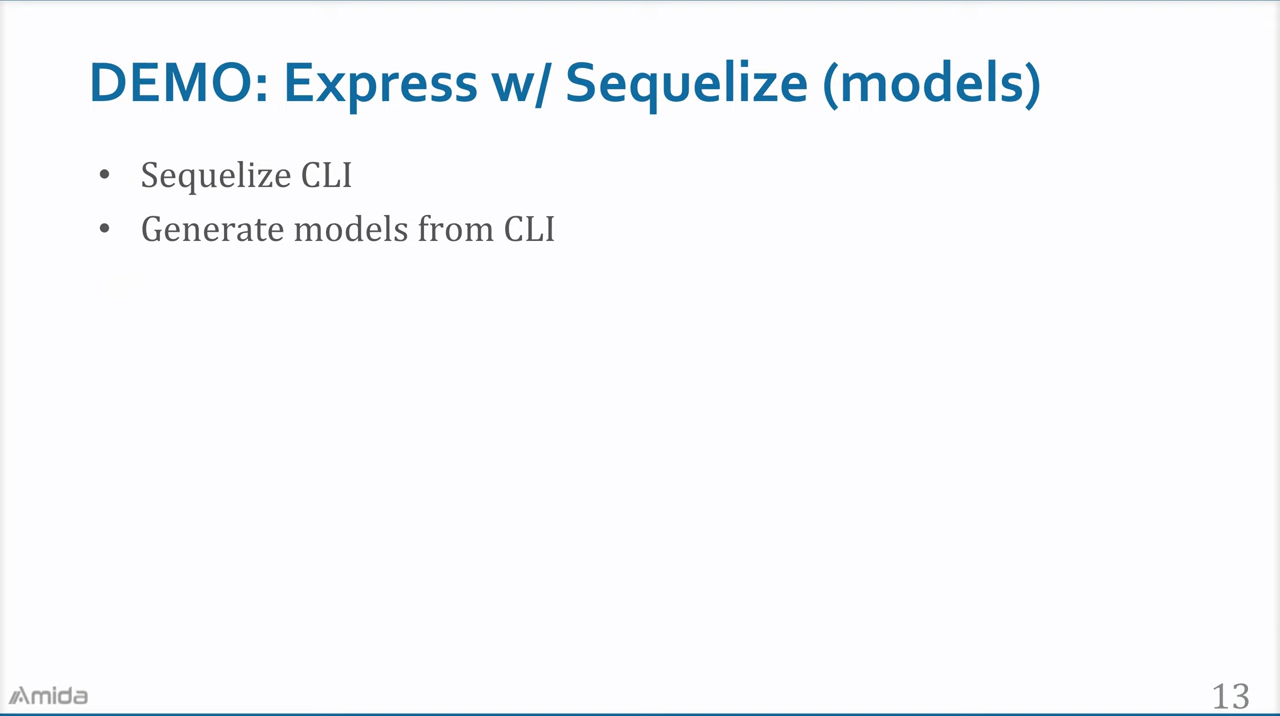 DEMO: Express w/ Sequelize (models)
• Sequelize CLI
• Generate models from CLI
Amida
13